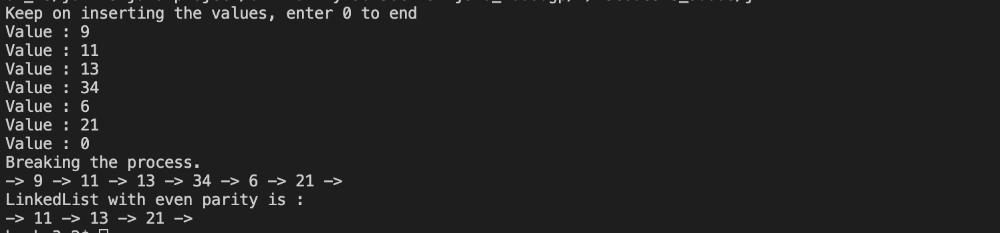 Keep on inserting the values, enter 0 to end
Value : 9
Value : 11
Value : 13
Value : 34
Value : 6
Value : 21
Value : 0
Breaking the process.
-> 9 -> 11 -> 13 -> 34 -> 6 -> 21 ->
LinkedList with even parity is :
-> 11 -> 13 -> 21 ->